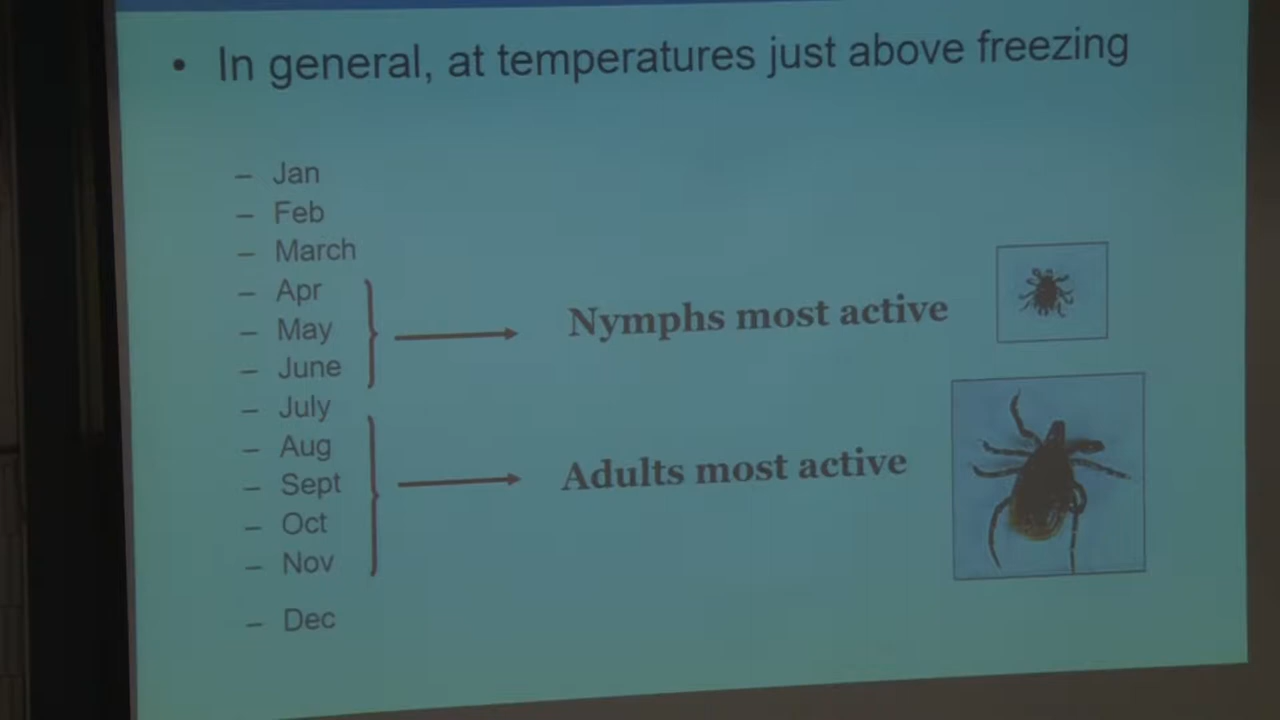 • In general, at temperatures just above freezing
– Jan
– Feb
– March
– Apr
– May
– June
– July
– Aug
– Sept
– Oct
– Nov
– Dec
Nymphs most active
Adults most active